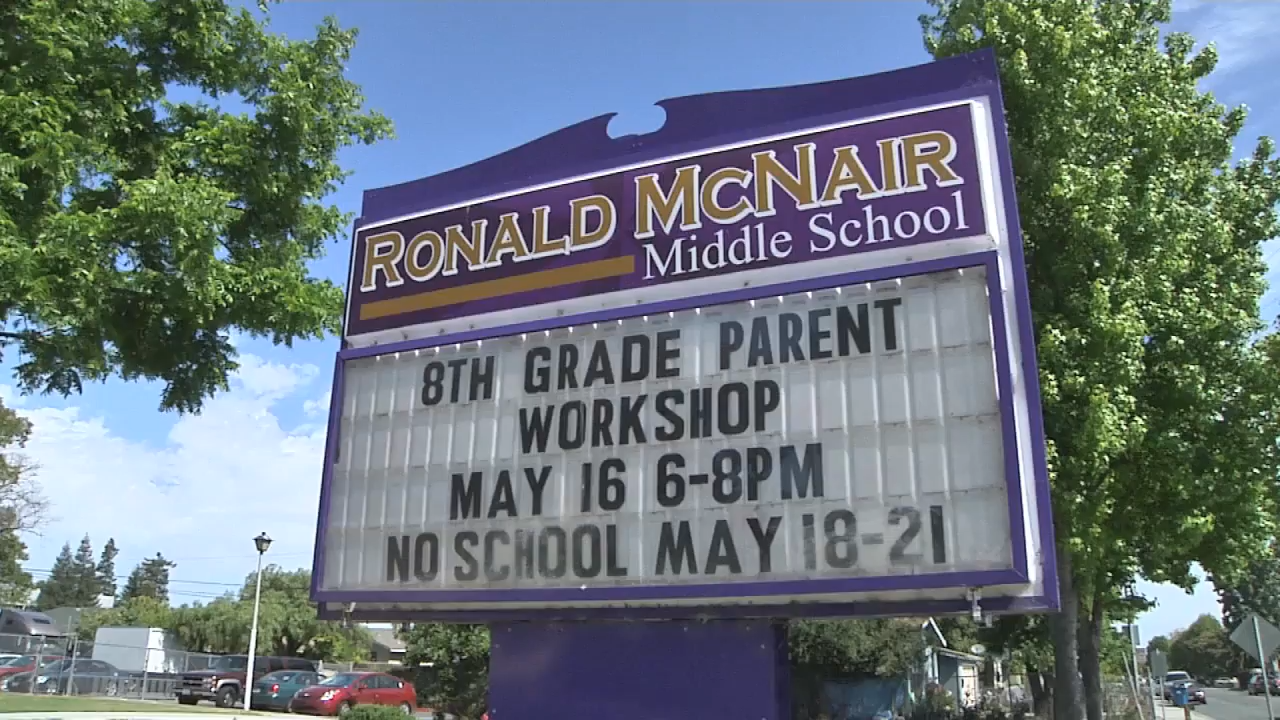 RONALD MCNAIR
Middle School
8TH GRADE PARENT
WORKSHOP
MAY 16 6-8PM
NO SCHOOL MAY 18-21